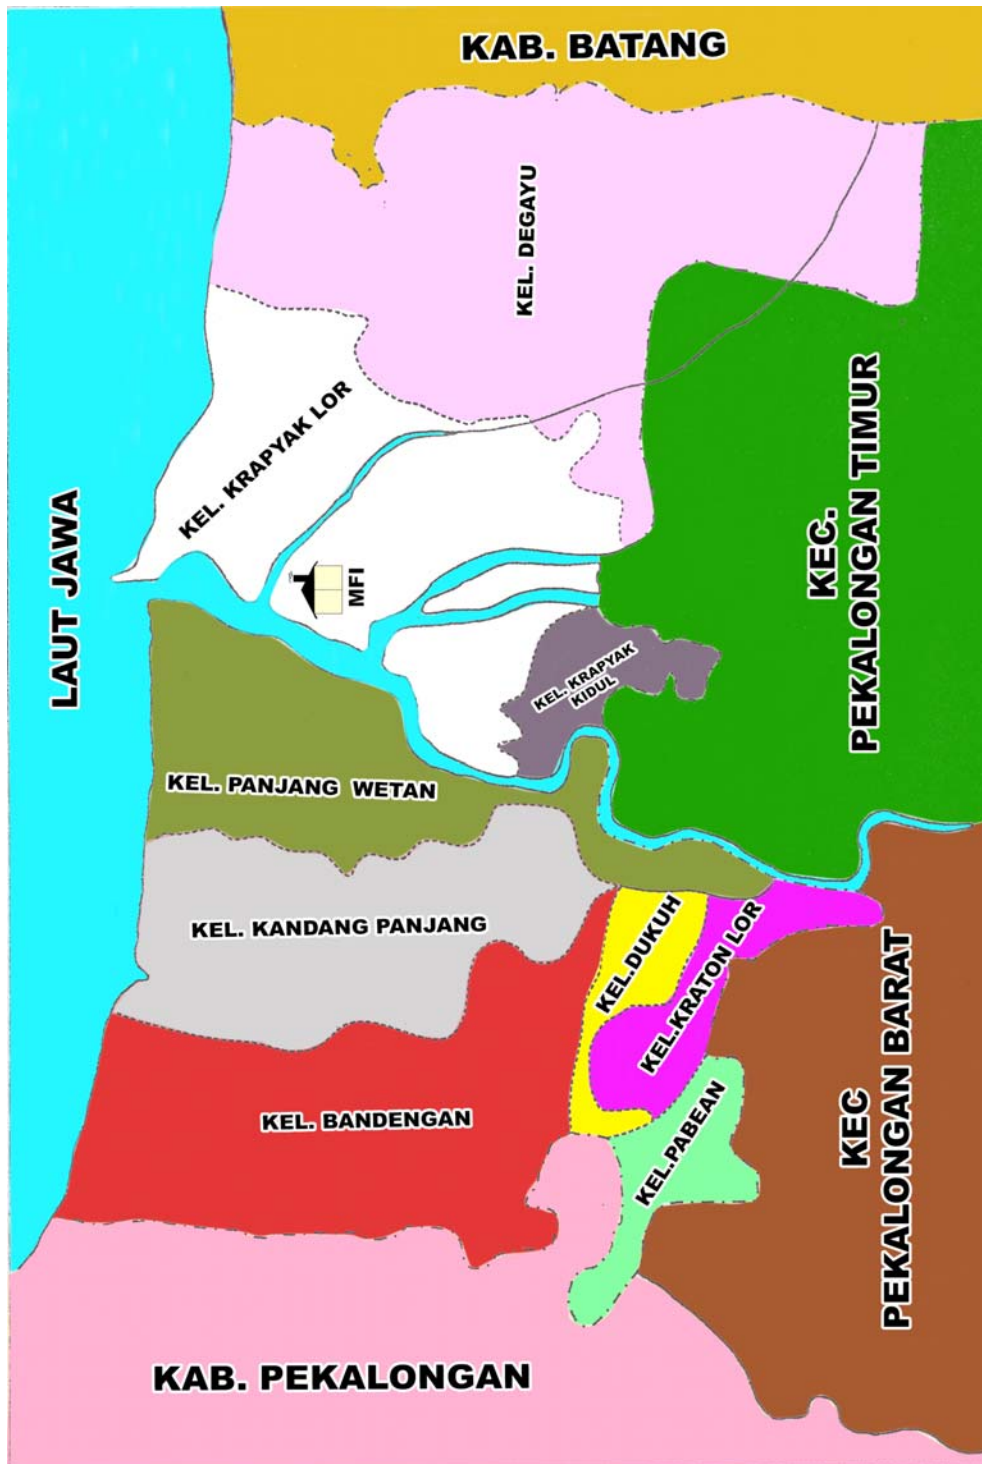 KAB. BATANG
KEL. DEGAYU
KEL. KRAPYAK LOR
KEC.
PEKALONGAN TIMUR
LAUT JAWA
MFI
KEL. KRAPYAK
KIDUL
KEL. PANJANG WETAN
KEL. KANDANG PANJANG
KEL.DUKUH
KEL.KRATON LOR
KEC
PEKALONGAN BARAT
KEL. BANDENGAN
KEL.PABEAN
KAB. PEKALONGAN